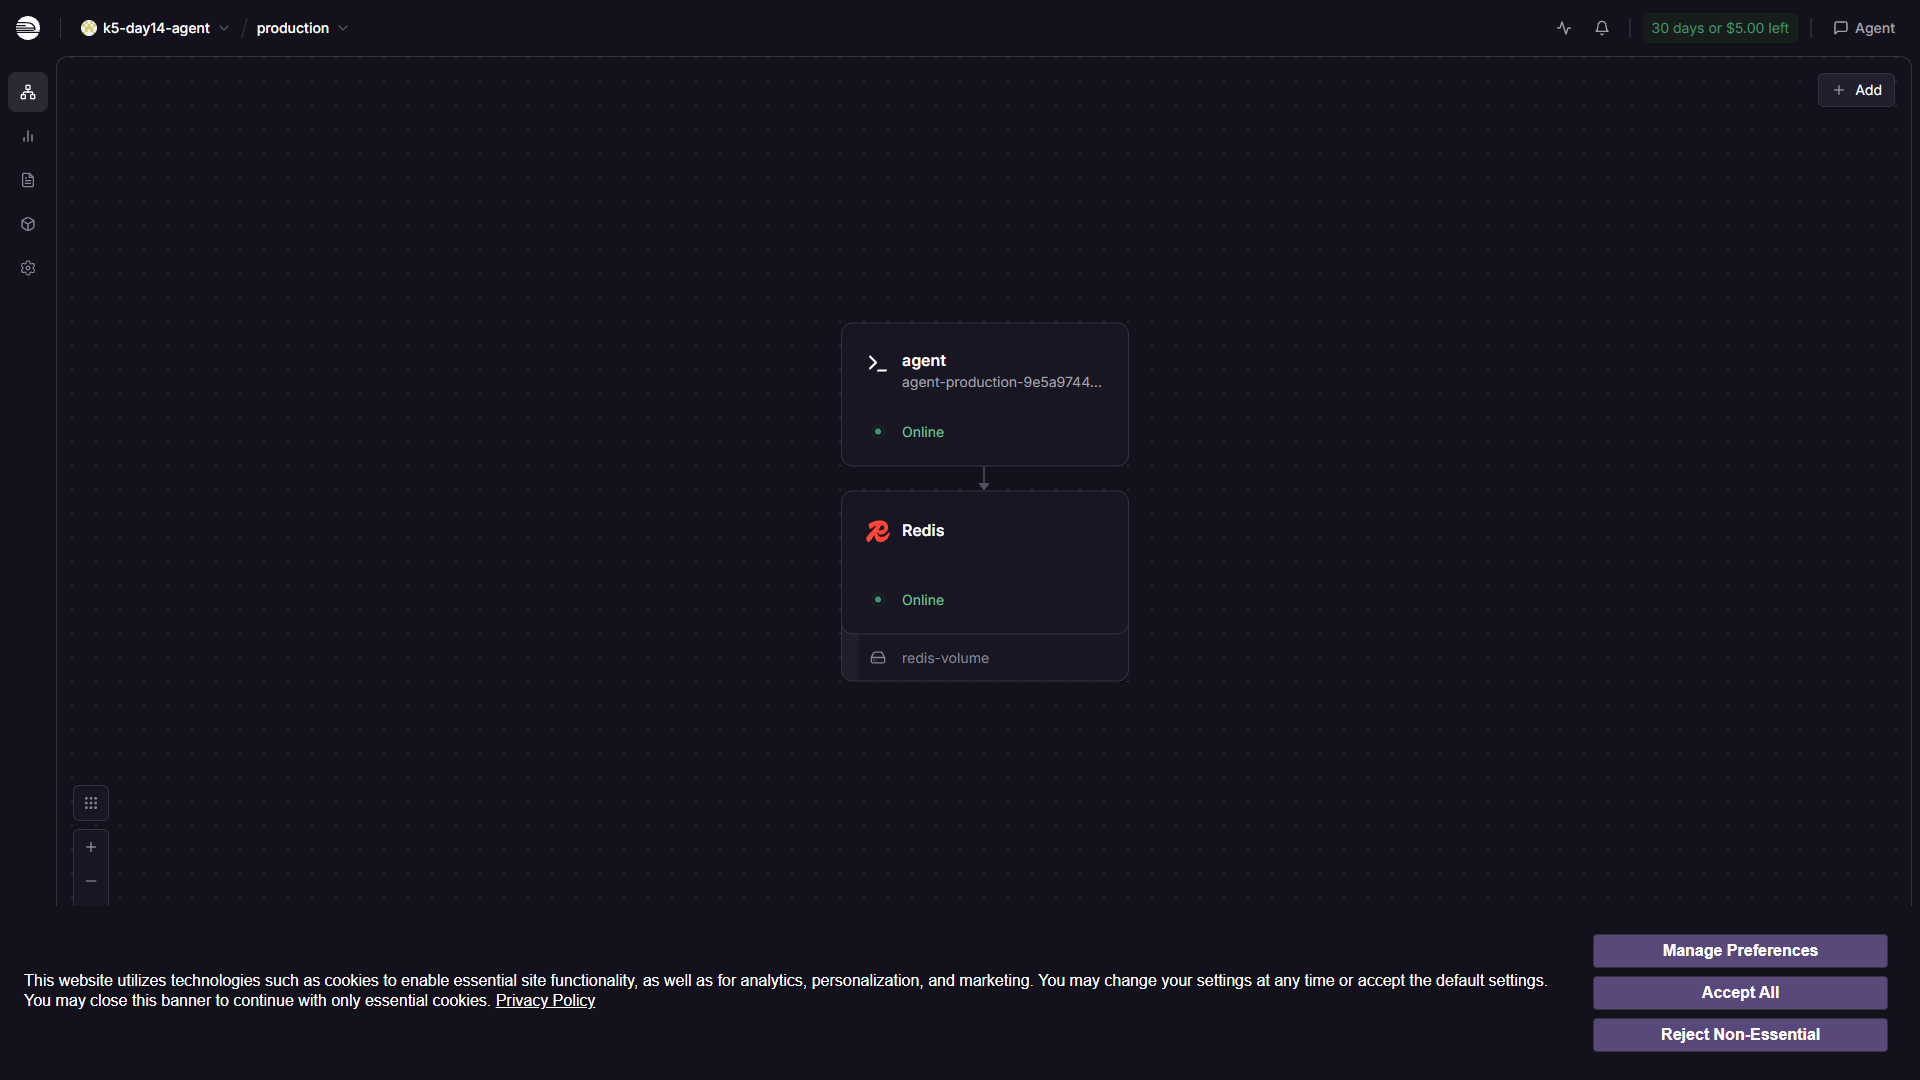 k5-day14-agent
production
30 days or $5.00 left
Agent
Add
agent
agent-production-9e5a9744...
Online
Redis
Online
redis-volume
This website utilizes technologies such as cookies to enable essential site functionality, as well as for analytics, personalization, and marketing. You may change your settings at any time or accept the default settings.
You may close this banner to continue with only essential cookies. Privacy Policy
Manage Preferences
Accept All
Reject Non-Essential